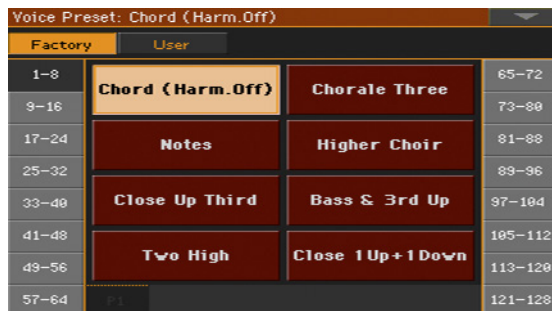 Voice Preset: Chord (Harm.Off)
Factory User
1-8
9-16
17-24
25-32
33-40
41-48
49-56
57-64
Chord (Harm.Off) Chorale Three
Notes Higher Choir
Close Up Third Bass & 3rd Up
Two High Close 1Up+1Down
P1
65-72
73-80
81-88
89-96
97-104
105-112
113-120
121-128